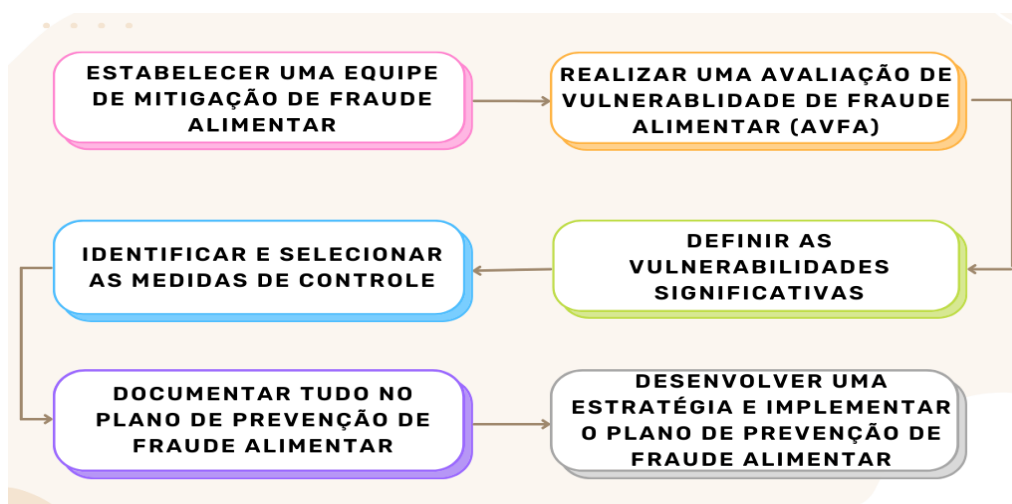 ESTABELECER UMA EQUIPE
DE MITIGAÇÃO DE FRAUDE
ALIMENTAR
REALIZAR UMA AVALIAÇÃO DE
VULNERABLIDADE DE FRAUDE
ALIMENTAR (AVFA)
DEFINIR AS
VULNERABILIDADES
SIGNIFICATIVAS
IDENTIFICAR E SELECIONAR
AS MEDIDAS DE CONTROLE
DOCUMENTAR TUDO NO
PLANO DE PREVENÇÃO DE
FRAUDE ALIMENTAR
DESENVOLVER UMA
ESTRATÉGIA E IMPLEMENTAR
O PLANO DE PREVENÇÃO DE
FRAUDE ALIMENTAR